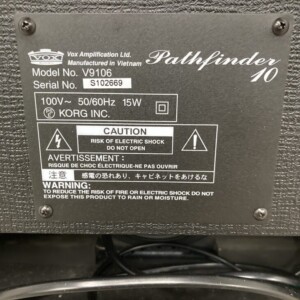 VOX
Vox Amplification Ltd.
Manufactured in Vietnam
Pathfinder
10
Model No. V9106
Serial No. S102669
100V~ 50/60Hz 15W
KORG INC.
CAUTION
RISK OF ELECTRIC SHOCK
DO NOT OPEN
AVERTISSEMENT:
RISQUE DE CHOC ÉLECTRIQUE-NE PAS OUVRIR
注意 感電の恐れあり、キャビネットをあけるな
WARNING:
TO REDUCE THE RISK OF FIRE OR ELECTRIC SHOCK DO NOT
EXPOSE THIS PRODUCT TO RAIN OR MOISTURE.